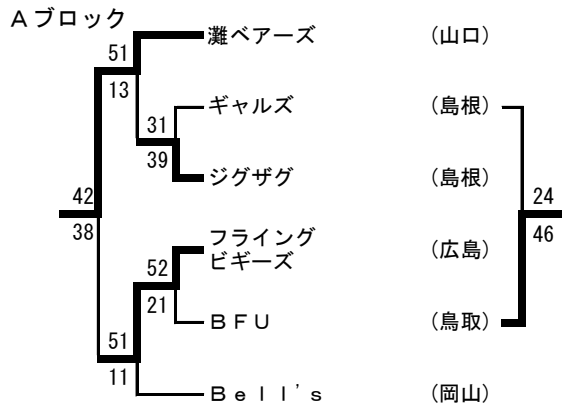 Aブロック
51
灘ベアーズ (山口)
13
31
ギャルズ (島根)
39
ジグザグ (島根)
42
24
38
46
フライング
ビギーズ (広島)
52
21
BFU (鳥取)
51
11
Bell's (岡山)